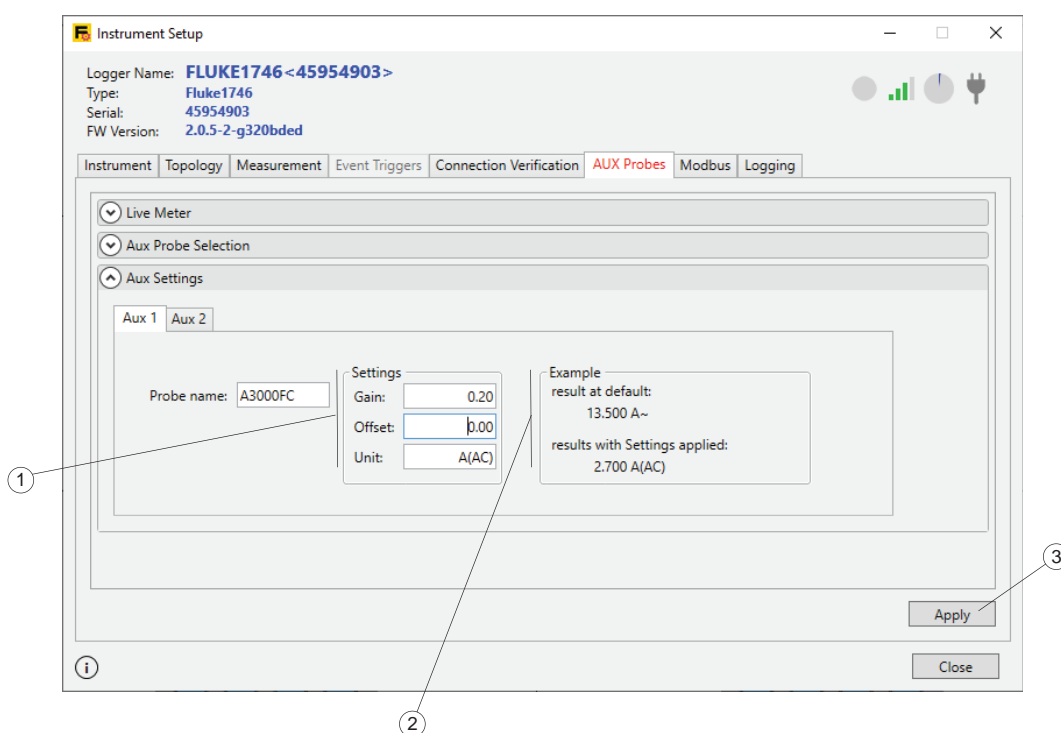 Instrument Setup
Logger Name: FLUKE1746<45954903>
Type: Fluke1746
Serial: 45954903
FW Version: 2.0.5-2-g320bded
Instrument Topology Measurement Event Triggers Connection Verification AUX Probes Modbus Logging
Live Meter
Aux Probe Selection
Aux Settings
Aux 1 Aux 2
Probe name: A3000FC
Settings
Gain: 0.20
Offset: 0.00
Unit: A(AC)
Example
result at default:
13.500 A~
results with Settings applied:
2.700 A(AC)
1
3
Apply
Close
2